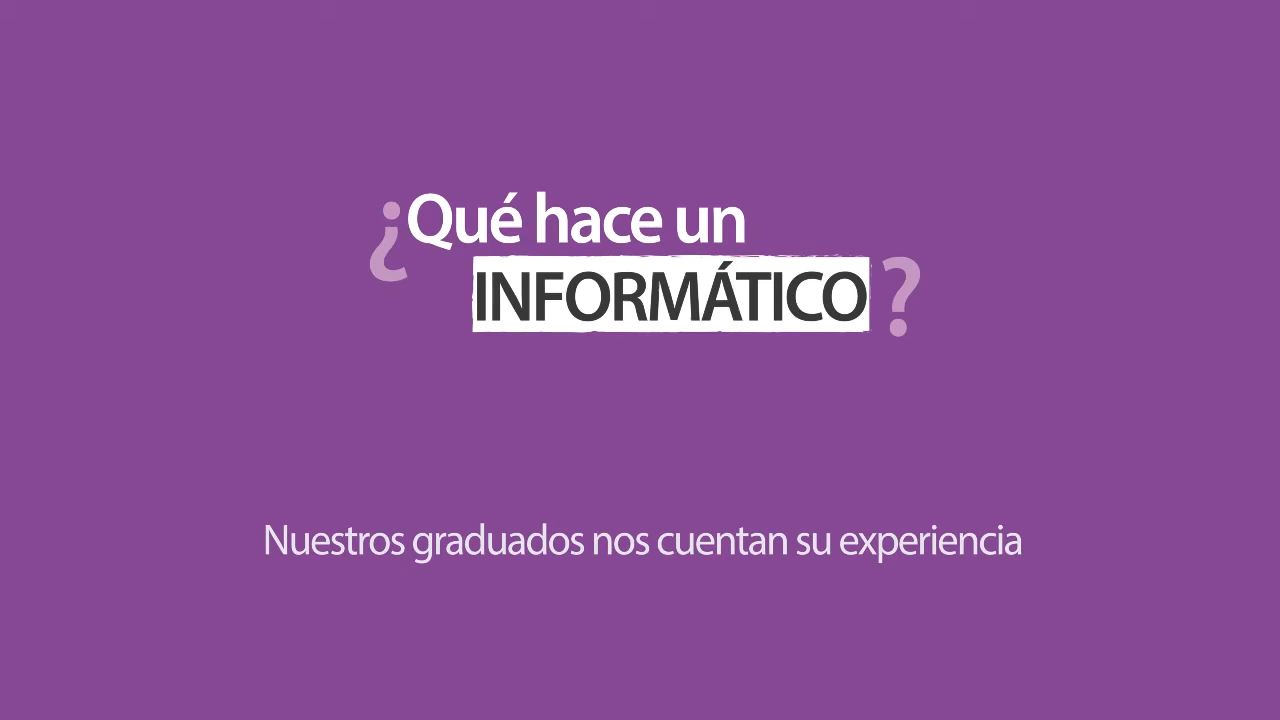 ¿Qué hace un
INFORMÁTICO?
Nuestros graduados nos cuentan su experiencia